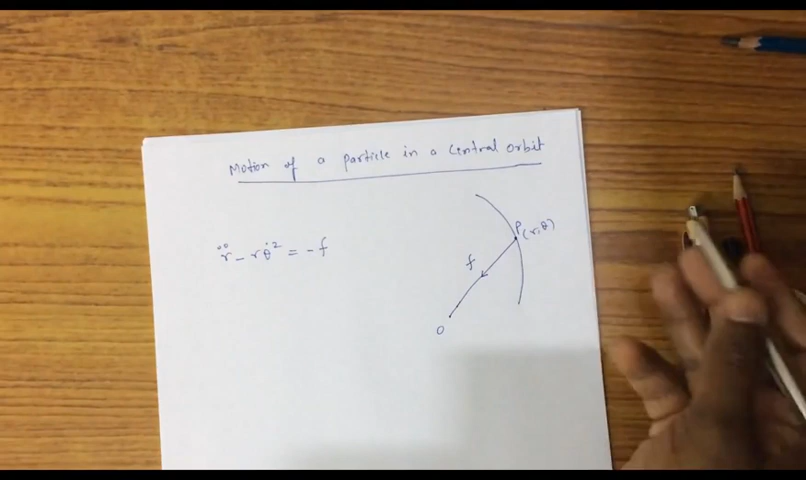 Motion of a particle in a Central Orbit
r̈ - rθ̇² = -f
P(r,θ)
f
O